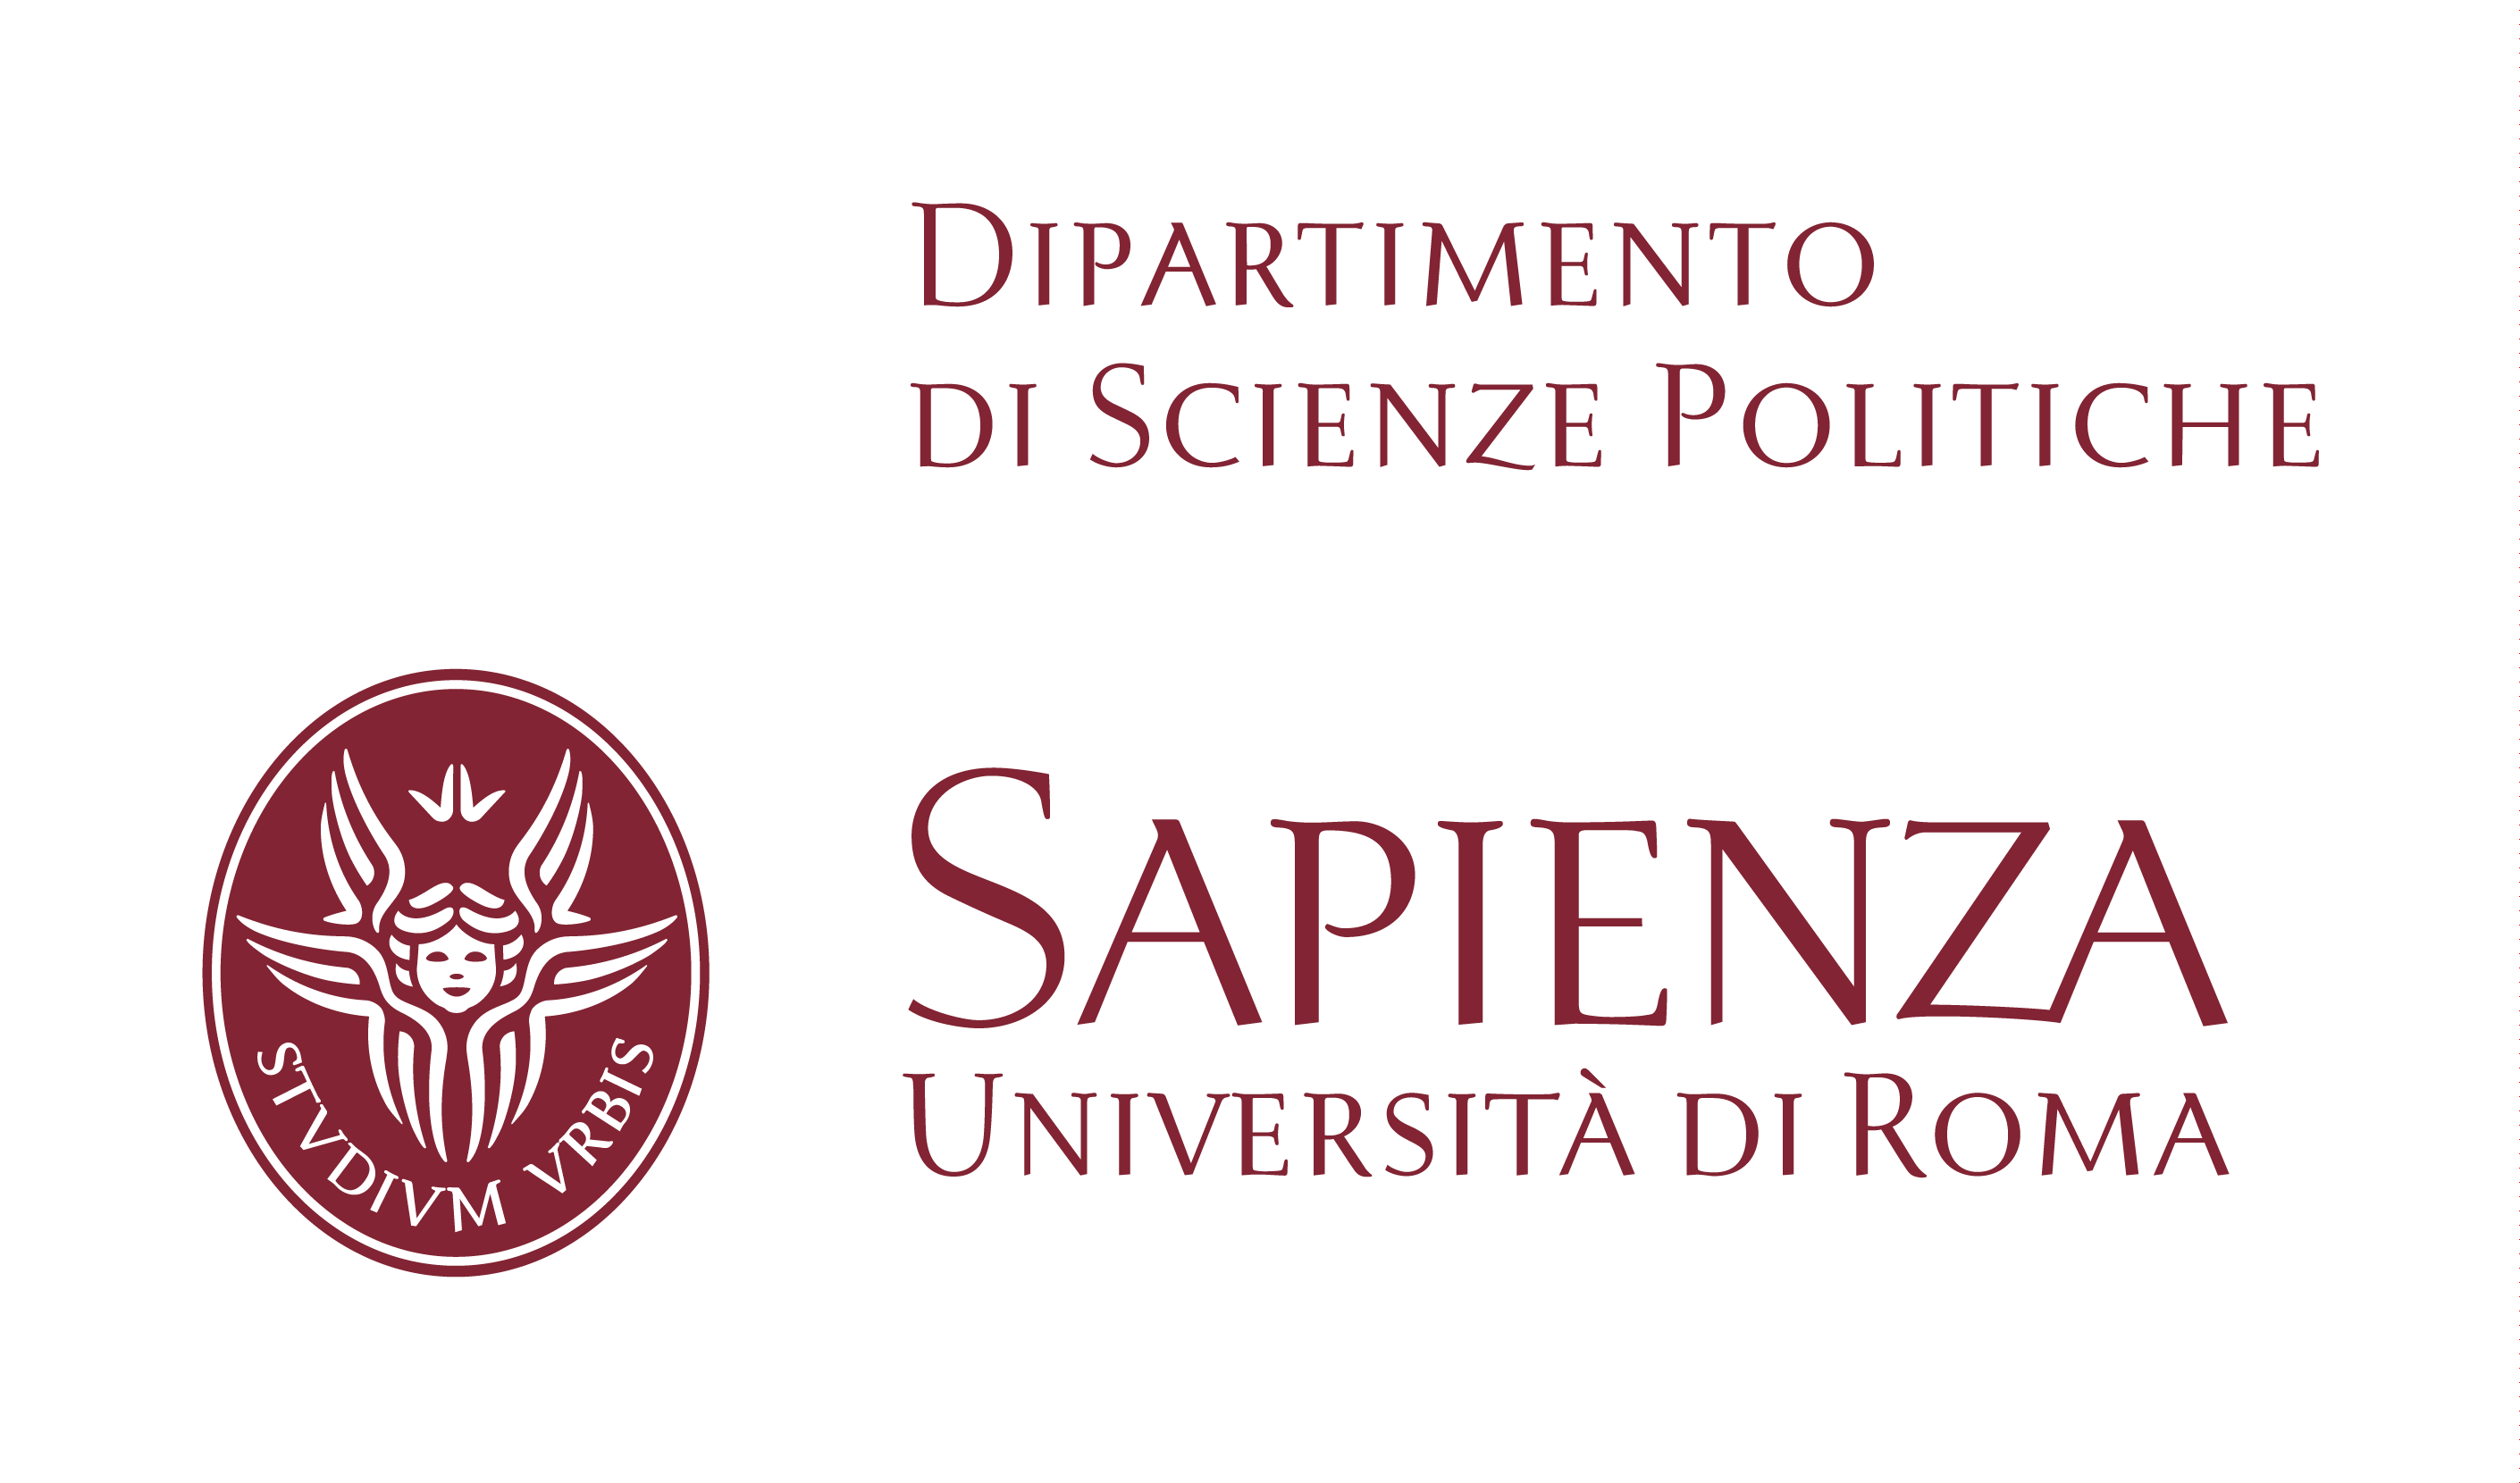 Dipartimento
di Scienze Politiche
Sapienza
Università di Roma
STVDIVM VRBIS